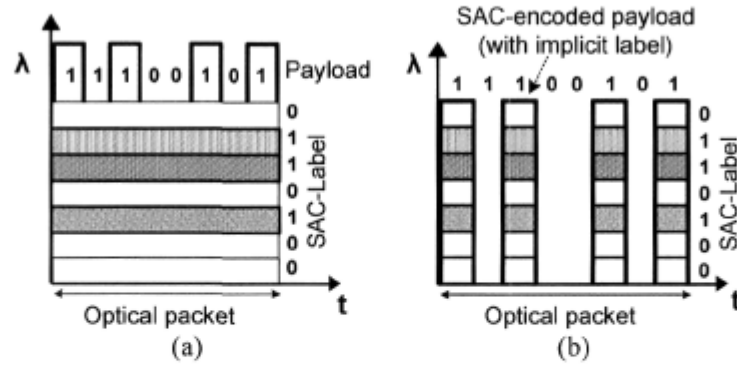 λ
1 1 1 0 0 1 0 1 Payload
0
1
1
0
1
0
0
SAC-Label
Optical packet t
(a)
SAC-encoded payload
(with implicit label)
λ
1 1 1 0 0 1 0 1
0
1
1
0
1
0
0
SAC-Label
Optical packet t
(b)